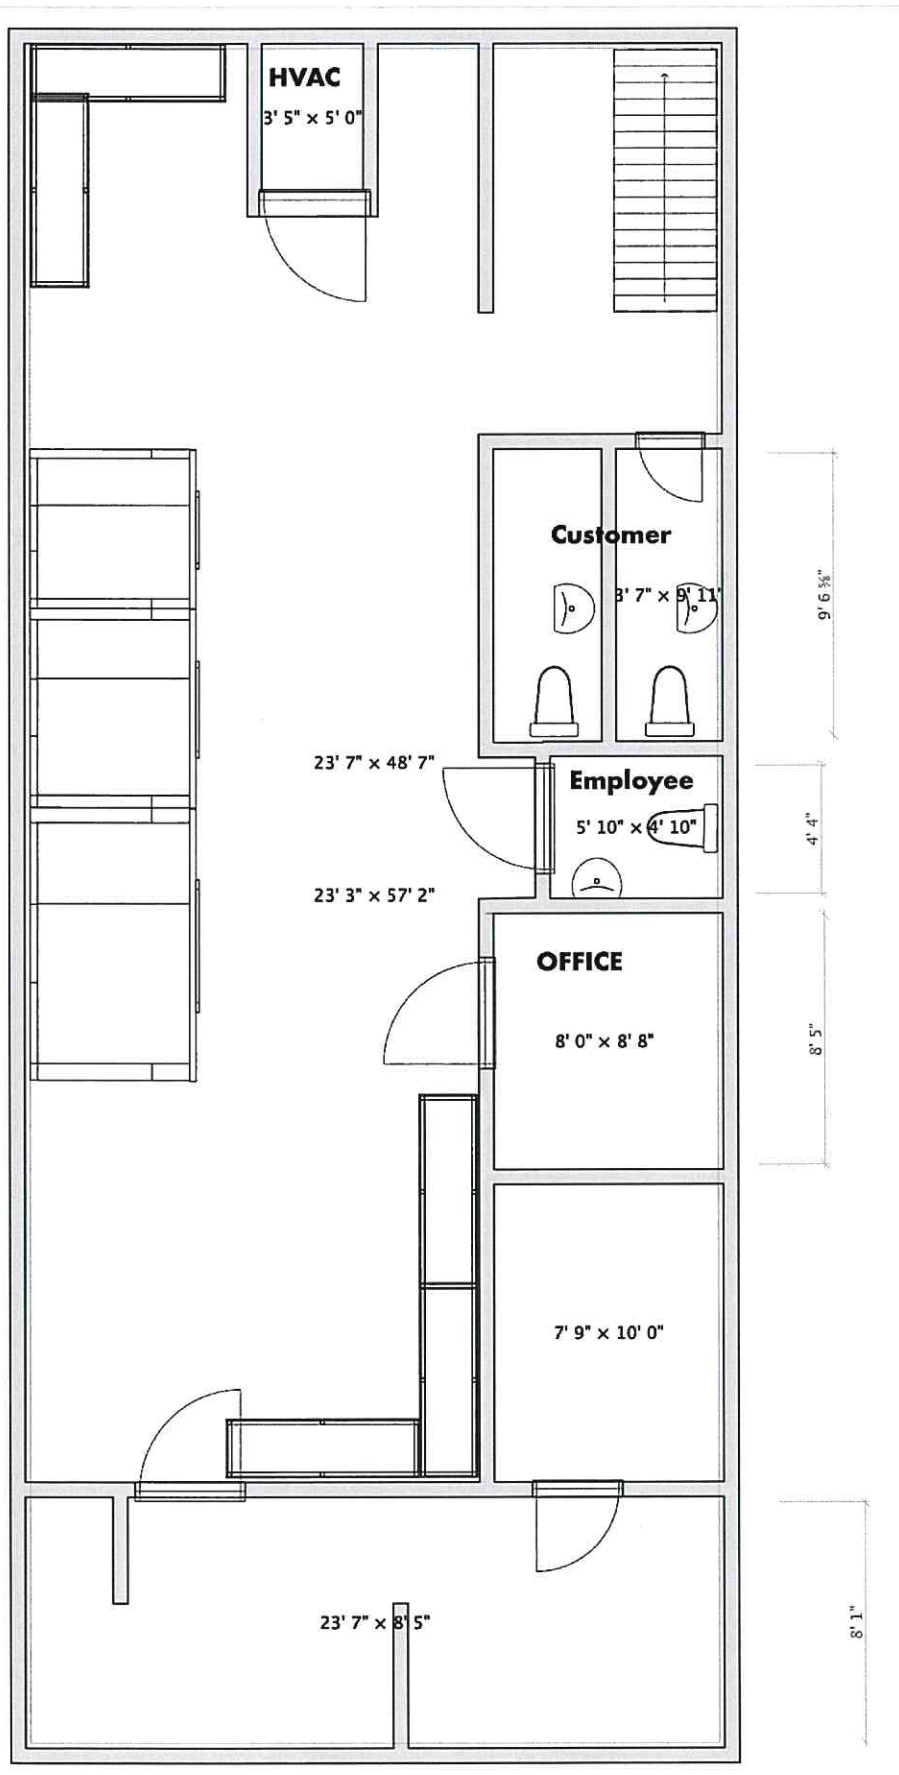 HVAC
3' 5" × 5' 0"
Customer
3' 7" × 9' 11"
9' 6 ⅝"
23' 7" × 48' 7"
Employee
5' 10" × 4' 10"
4' 4"
23' 3" × 57' 2"
OFFICE
8' 0" × 8' 8"
8' 5"
7' 9" × 10' 0"
23' 7" × 8' 5"
8' 1"